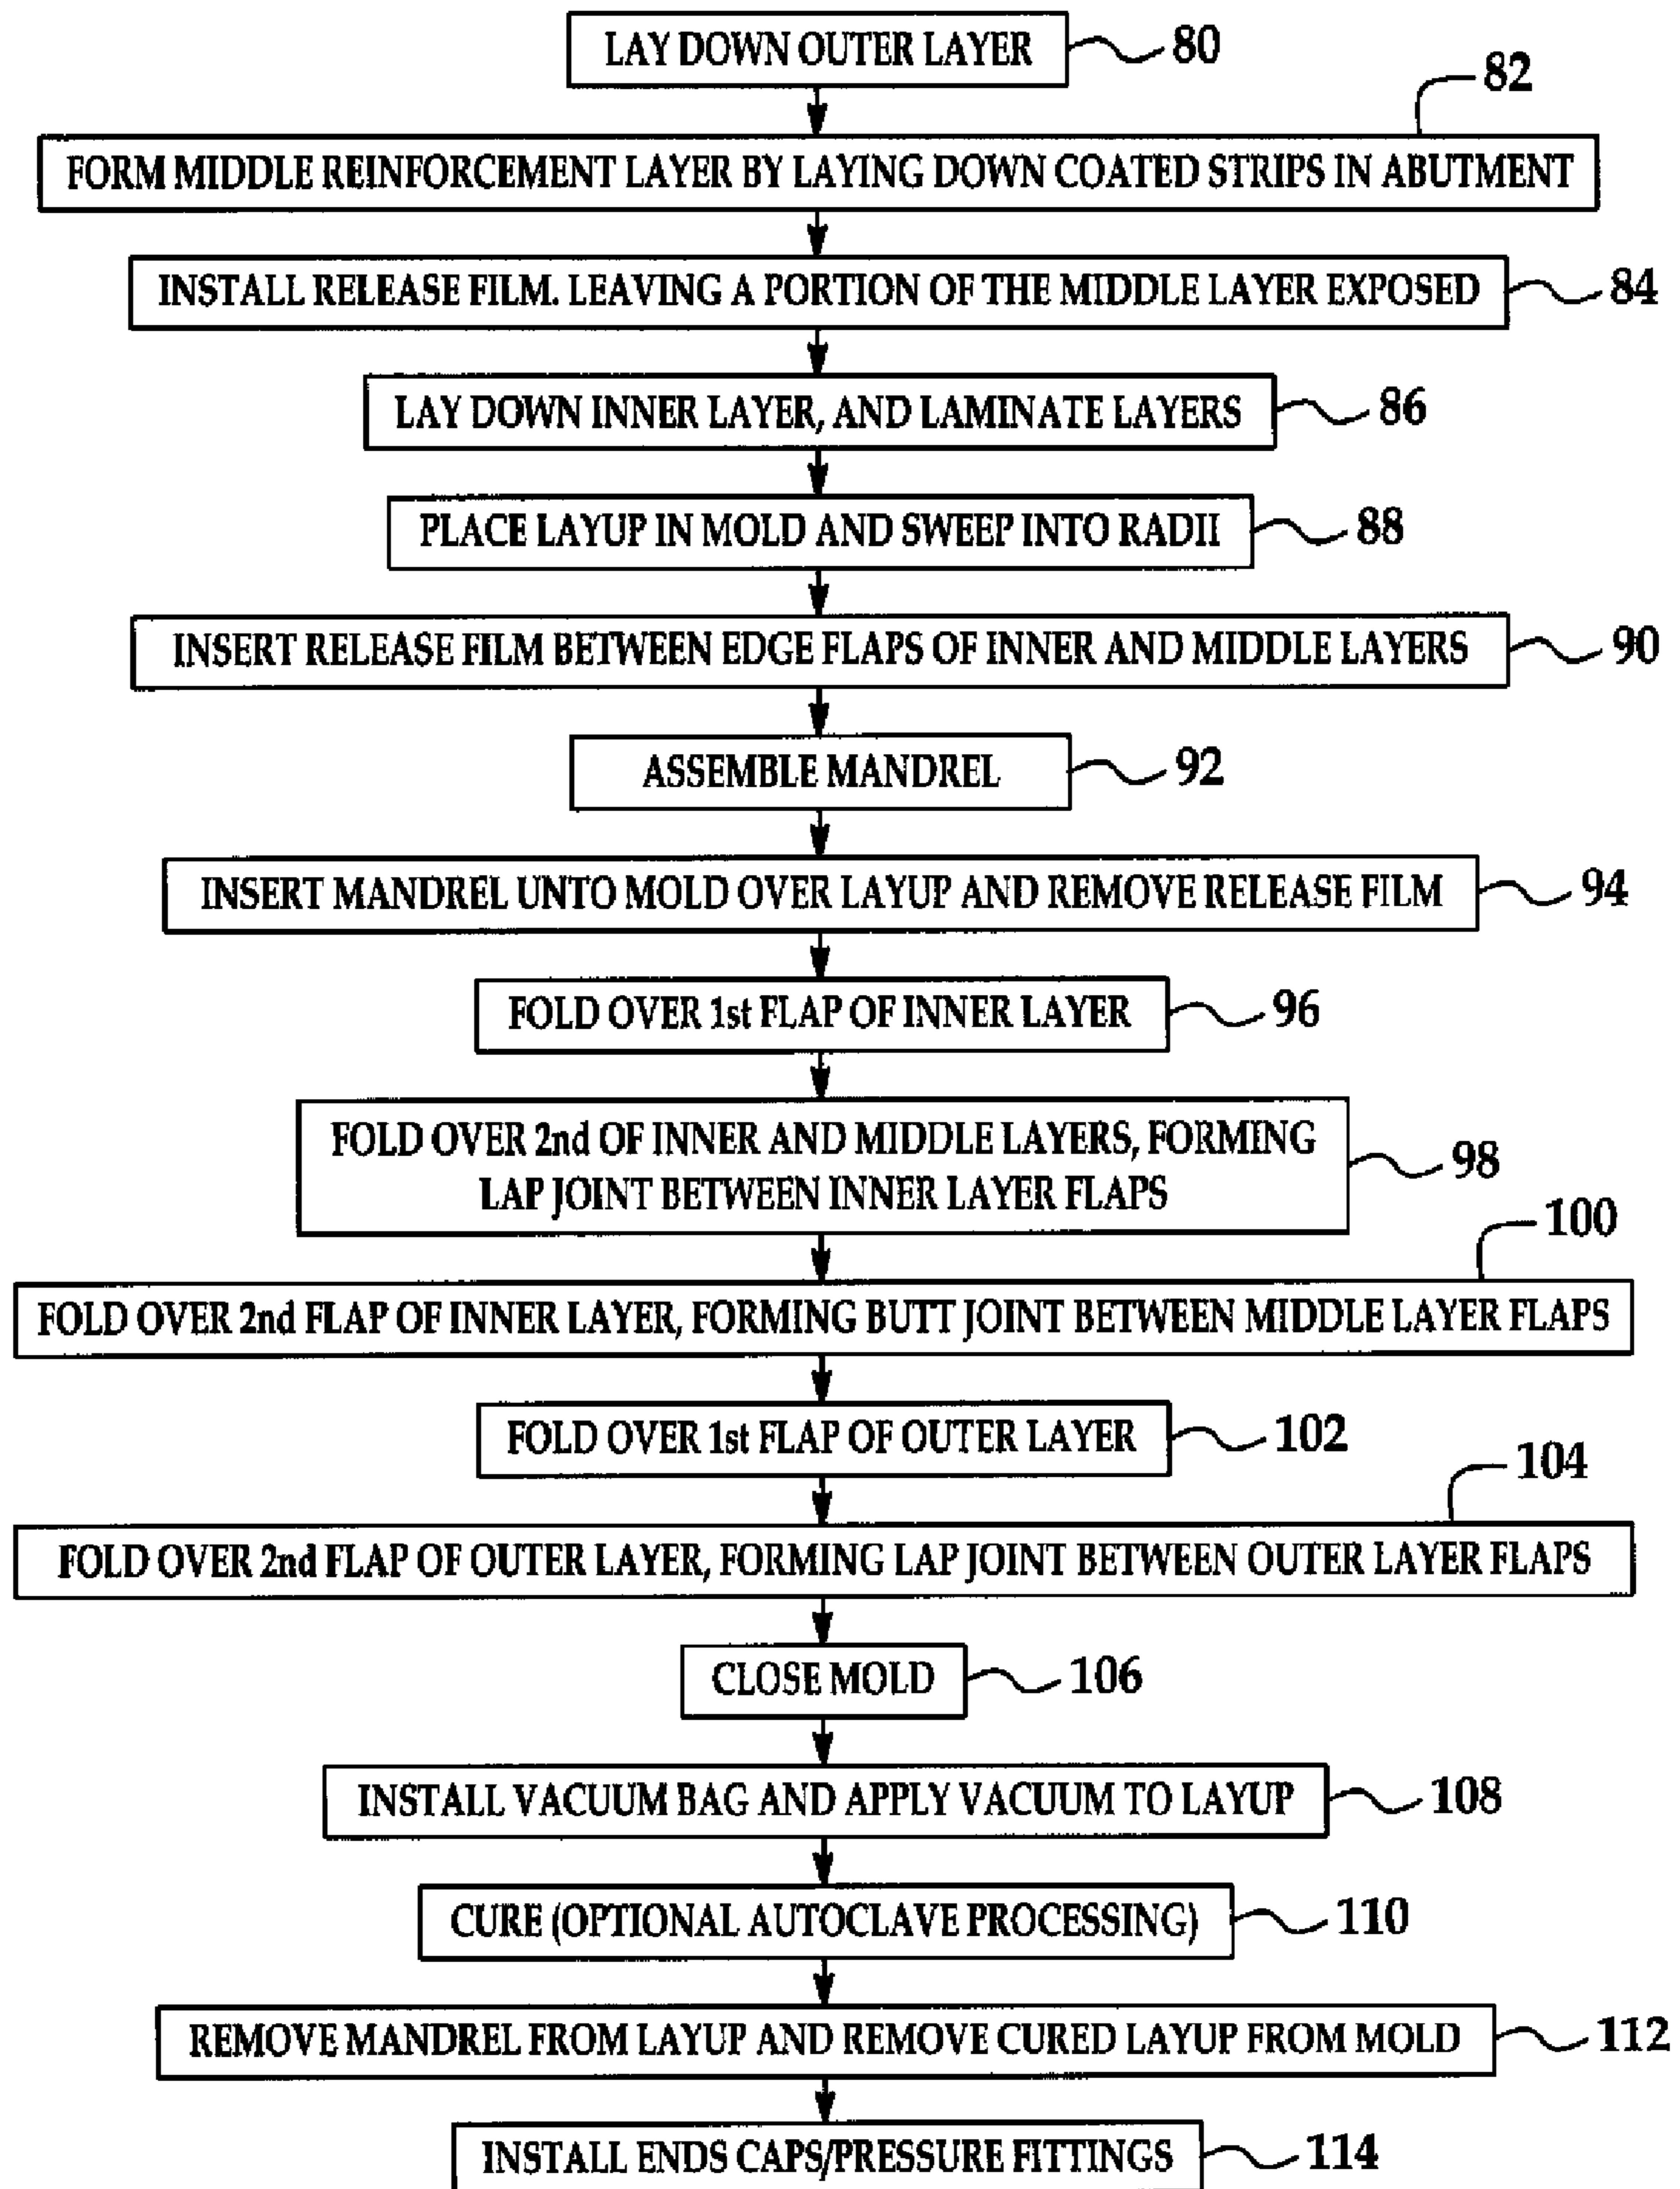 LAY DOWN OUTER LAYER
80
82
FORM MIDDLE REINFORCEMENT LAYER BY LAYING DOWN COATED STRIPS IN ABUTMENT
INSTALL RELEASE FILM. LEAVING A PORTION OF THE MIDDLE LAYER EXPOSED
84
LAY DOWN INNER LAYER, AND LAMINATE LAYERS
86
PLACE LAYUP IN MOLD AND SWEEP INTO RADII
88
INSERT RELEASE FILM BETWEEN EDGE FLAPS OF INNER AND MIDDLE LAYERS
90
ASSEMBLE MANDREL
92
INSERT MANDREL UNTO MOLD OVER LAYUP AND REMOVE RELEASE FILM
94
FOLD OVER 1st FLAP OF INNER LAYER
96
FOLD OVER 2nd OF INNER AND MIDDLE LAYERS, FORMING
LAP JOINT BETWEEN INNER LAYER FLAPS
98
100
FOLD OVER 2nd FLAP OF INNER LAYER, FORMING BUTT JOINT BETWEEN MIDDLE LAYER FLAPS
FOLD OVER 1st FLAP OF OUTER LAYER
102
104
FOLD OVER 2nd FLAP OF OUTER LAYER, FORMING LAP JOINT BETWEEN OUTER LAYER FLAPS
CLOSE MOLD
106
INSTALL VACUUM BAG AND APPLY VACUUM TO LAYUP
108
CURE (OPTIONAL AUTOCLAVE PROCESSING)
110
REMOVE MANDREL FROM LAYUP AND REMOVE CURED LAYUP FROM MOLD
112
INSTALL ENDS CAPS/PRESSURE FITTINGS
114